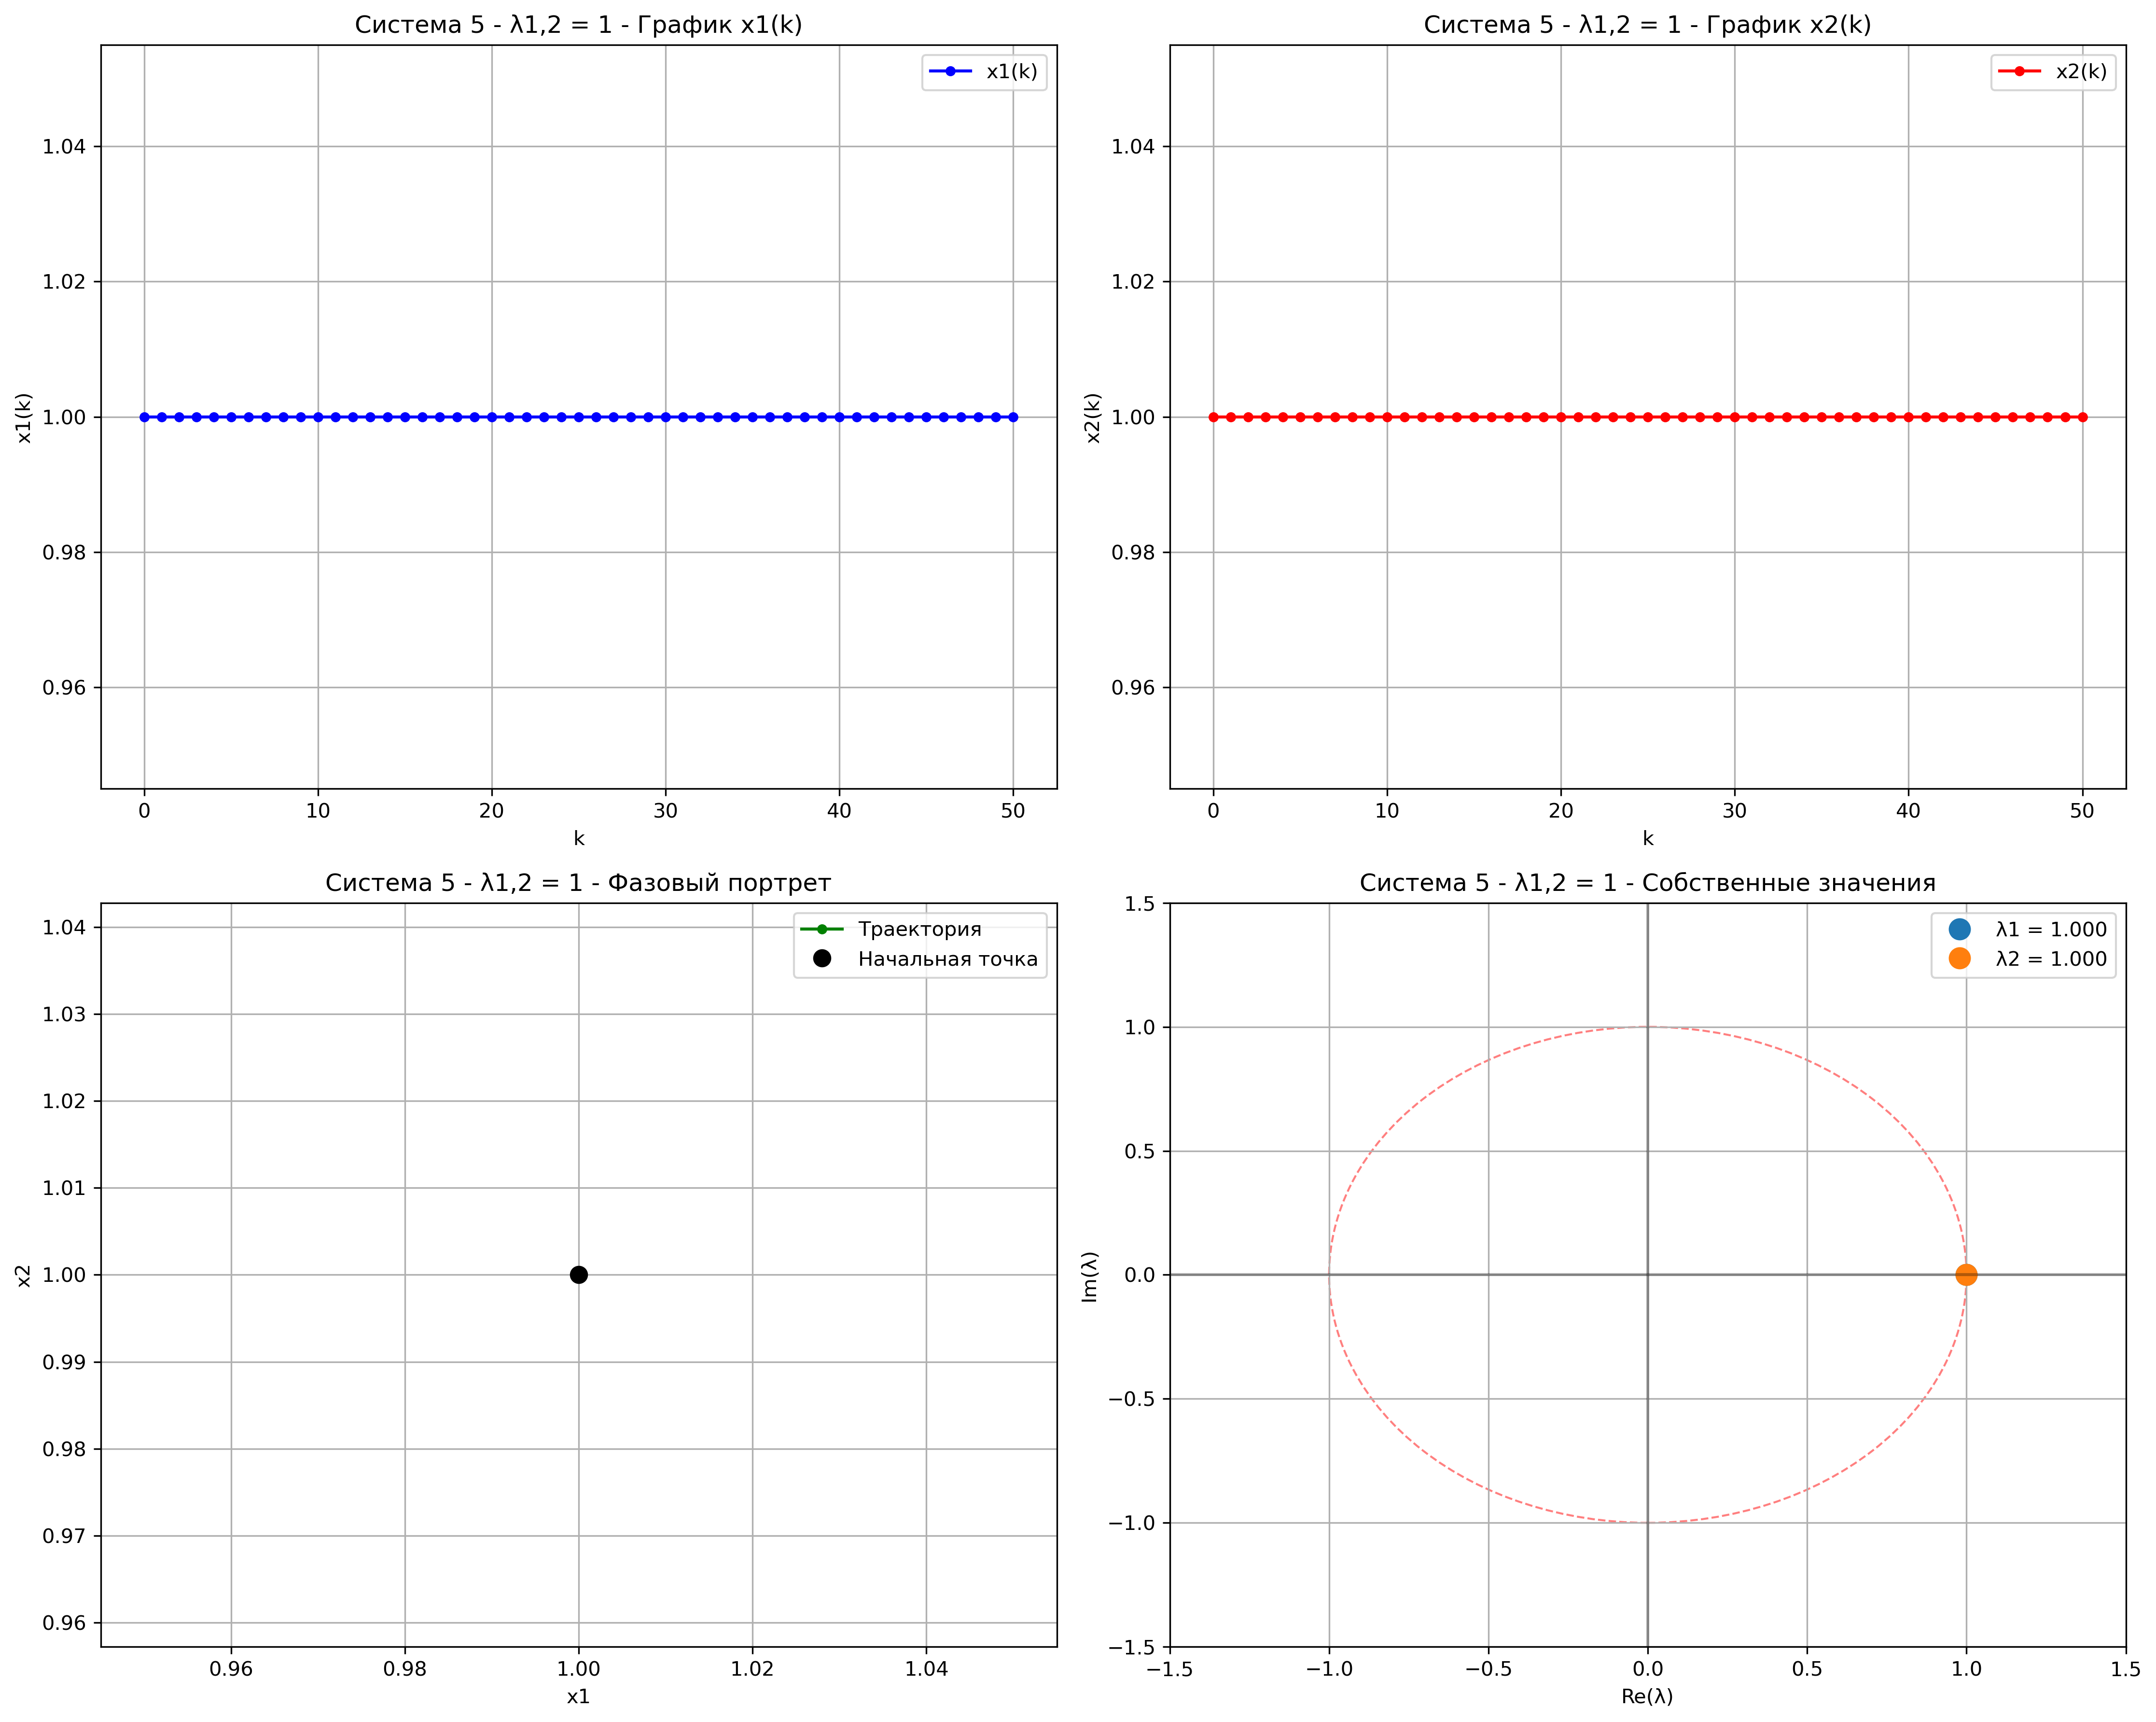 Система 5 - λ1,2 = 1 - График x1(k)
x1(k)
1.04
1.02
1.00
0.98
0.96
x1(k)
0 10 20 30 40 50
k
Система 5 - λ1,2 = 1 - График x2(k)
x2(k)
1.04
1.02
1.00
0.98
0.96
x2(k)
0 10 20 30 40 50
k
Система 5 - λ1,2 = 1 - Фазовый портрет
Траектория
Начальная точка
1.04
1.03
1.02
1.01
1.00
0.99
0.98
0.97
0.96
x2
0.96 0.98 1.00 1.02 1.04
x1
Система 5 - λ1,2 = 1 - Собственные значения
λ1 = 1.000
λ2 = 1.000
1.5
1.0
0.5
0.0
−0.5
−1.0
−1.5
Im(λ)
−1.5 −1.0 −0.5 0.0 0.5 1.0 1.5
Re(λ)